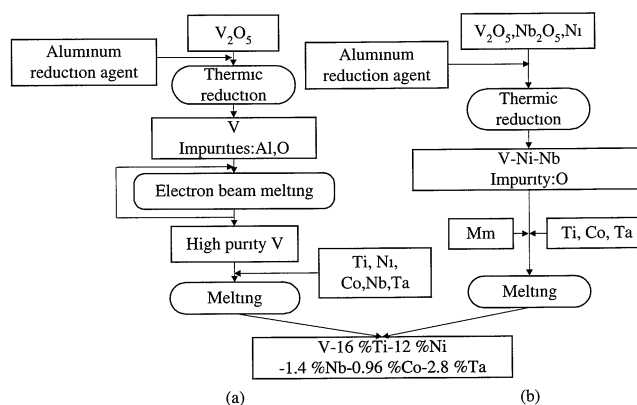 V₂O₅
Aluminum
reduction agent
Thermic
reduction
V
Impurities:Al,O
Electron beam melting
High purity V
Ti, Ni,
Co,Nb,Ta
Melting
V₂O₅,Nb₂O₅,Ni
Aluminum
reduction agent
Thermic
reduction
V-Ni-Nb
Impurity:O
Mm
Ti, Co, Ta
Melting
V-16 %Ti-12 %Ni
-1.4 %Nb-0.96 %Co-2.8 %Ta
(a)
(b)